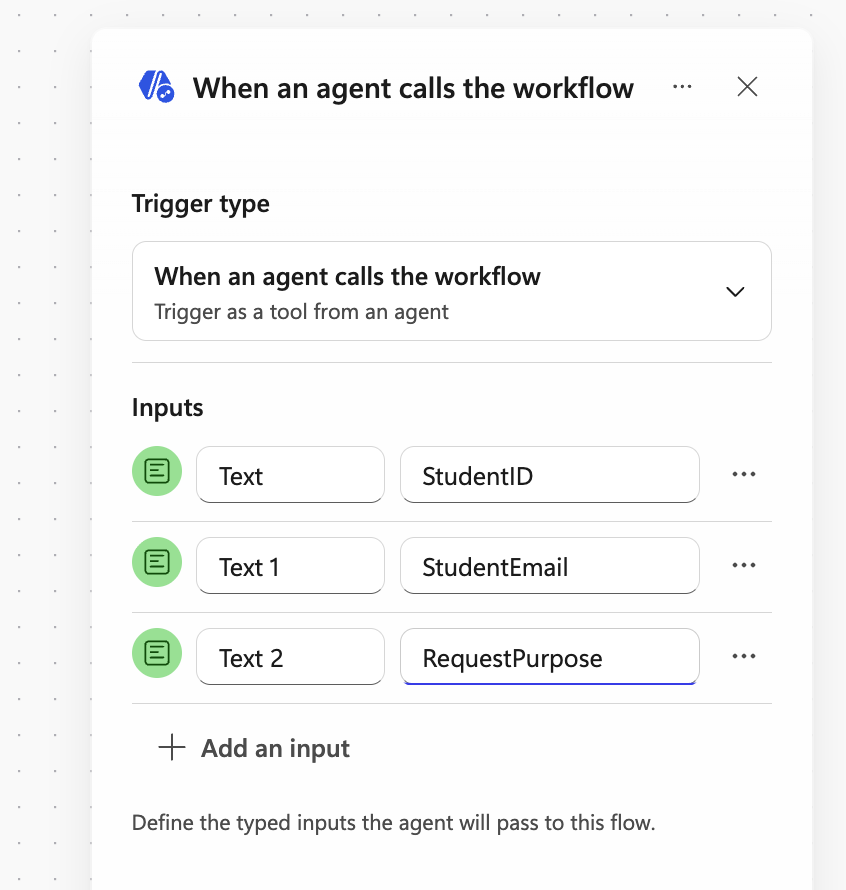 When an agent calls the workflow
Trigger type
When an agent calls the workflow
Trigger as a tool from an agent
Inputs
Text StudentID
Text 1 StudentEmail
Text 2 RequestPurpose
Add an input
Define the typed inputs the agent will pass to this flow.